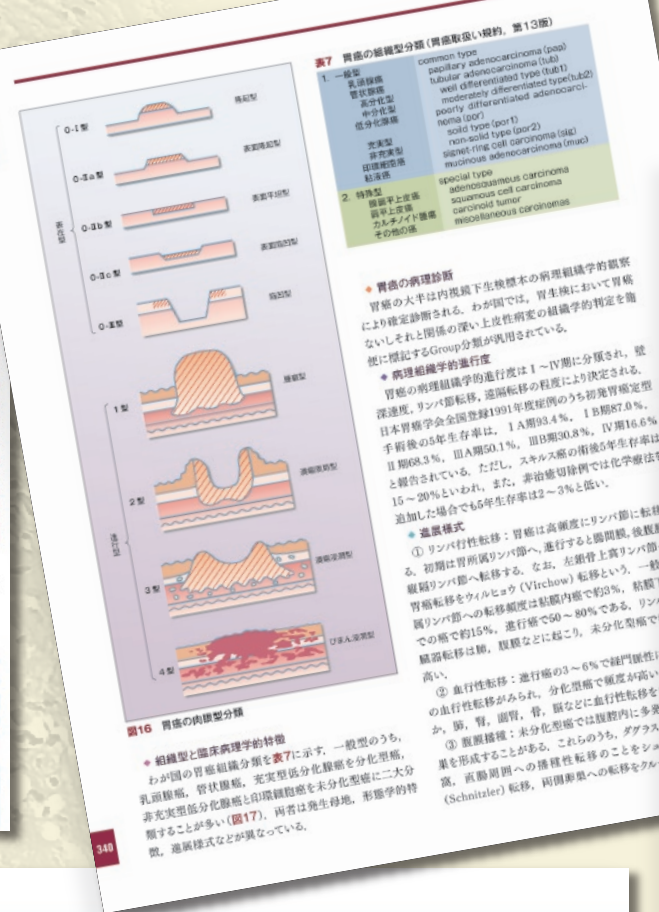 0-Ⅰ型
隆起型
0-Ⅱa型
表面隆起型
表在型
0-Ⅱb型
表面平坦型
0-Ⅱc型
表面陥凹型
0-Ⅲ型
陥凹型
1型
腫瘤型
2型
潰瘍限局型
進行型
3型
潰瘍浸潤型
4型
びまん浸潤型
図16 胃癌の肉眼型分類
◆ 組織型と臨床病理学的特徴
わが国の胃癌組織分類を表7に示す．一般型のうち，
乳頭腺癌，管状腺癌，充実型低分化腺癌を分化型癌，
非充実型低分化腺癌と印環細胞癌を未分化型癌に二大分
類することが多い（図17）．両者は発生母地，形態学的特
徴，進展様式などが異なっている．
340
表7 胃癌の組織型分類（胃癌取扱い規約，第13版）
1. 一般型 common type
乳頭腺癌 papillary adenocarcinoma (pap)
管状腺癌 tubular adenocarcinoma (tub)
高分化型 well differentiated type (tub1)
中分化型 moderately differentiated type(tub2)
低分化腺癌 poorly differentiated adenocarci-
noma (por)
充実型 solid type (por1)
非充実型 non-solid type (por2)
印環細胞癌 signet-ring cell carcinoma (sig)
粘液癌 mucinous adenocarcinoma (muc)
2. 特殊型 special type
腺扁平上皮癌 adenosquamous carcinoma
扁平上皮癌 squamous cell carcinoma
カルチノイド腫瘍 carcinoid tumor
その他の癌 miscellaneous carcinomas
◆ 胃癌の病理診断
胃癌の大半は内視鏡下生検標本の病理組織学的観察
により確定診断される．わが国では，胃生検において胃癌
ないしそれと関係の深い上皮性病変の組織学的判定を簡
便に標記するGroup分類が汎用されている．
◆ 病理組織学的進行度
胃癌の病理組織学的進行度はⅠ～Ⅳ期に分類され，壁
深達度，リンパ節転移，遠隔転移の程度により決定される．
日本胃癌学会全国登録1991年度症例のうち初発胃癌定型
手術後の5年生存率は，ⅠA期93.4%，ⅠB期87.0%，
Ⅱ期68.3%，ⅢA期50.1%，ⅢB期30.8%，Ⅳ期16.6%
と報告されている．ただし，スキルス癌の術後5年生存率は
15～20%といわれ，また，非治癒切除例では化学療法を
追加した場合でも5年生存率は2～3%と低い．
◆ 進展様式
① リンパ行性転移：胃癌は高頻度にリンパ節に転移
る．初期は胃所属リンパ節へ，進行すると腸間膜，後腹膜
縦隔リンパ節へ転移する．なお，左鎖骨上窩リンパ節
胃癌転移をウィルヒョウ（Virchow）転移という．一般
属リンパ節への転移頻度は粘膜内癌で約3%，粘膜下
での癌で約15%，進行癌で50～80%である．リンパ
臓器転移は肺，腹膜などに起こり，未分化型癌で
高い．
② 血行性転移：進行癌の3～6%で経門脈性に
の血行性転移がみられ，分化型癌で頻度が高い
か，肺，腎，副腎，骨，脳などに血行性転移を
③ 腹膜播種：未分化型癌では腹腔内に多発
巣を形成することがある．これらのうち，ダグラス
窩，直腸周囲への播種性転移のことをシュ
(Schnitzler) 転移，両側卵巣への転移をクルー